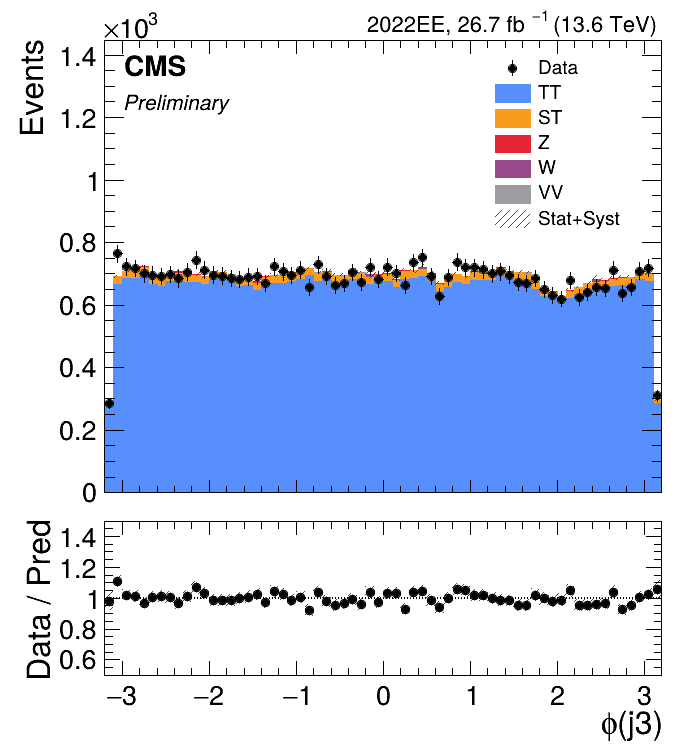 ×10³
2022EE, 26.7 fb ⁻¹ (13.6 TeV)
Events
1.4
1.2
1
0.8
0.6
0.4
0.2
0
CMS
Preliminary
Data
TT
ST
Z
W
VV
Stat+Syst
Data / Pred
1.4
1.2
1
0.8
0.6
−3
−2
−1
0
1
2
3
ϕ(j3)